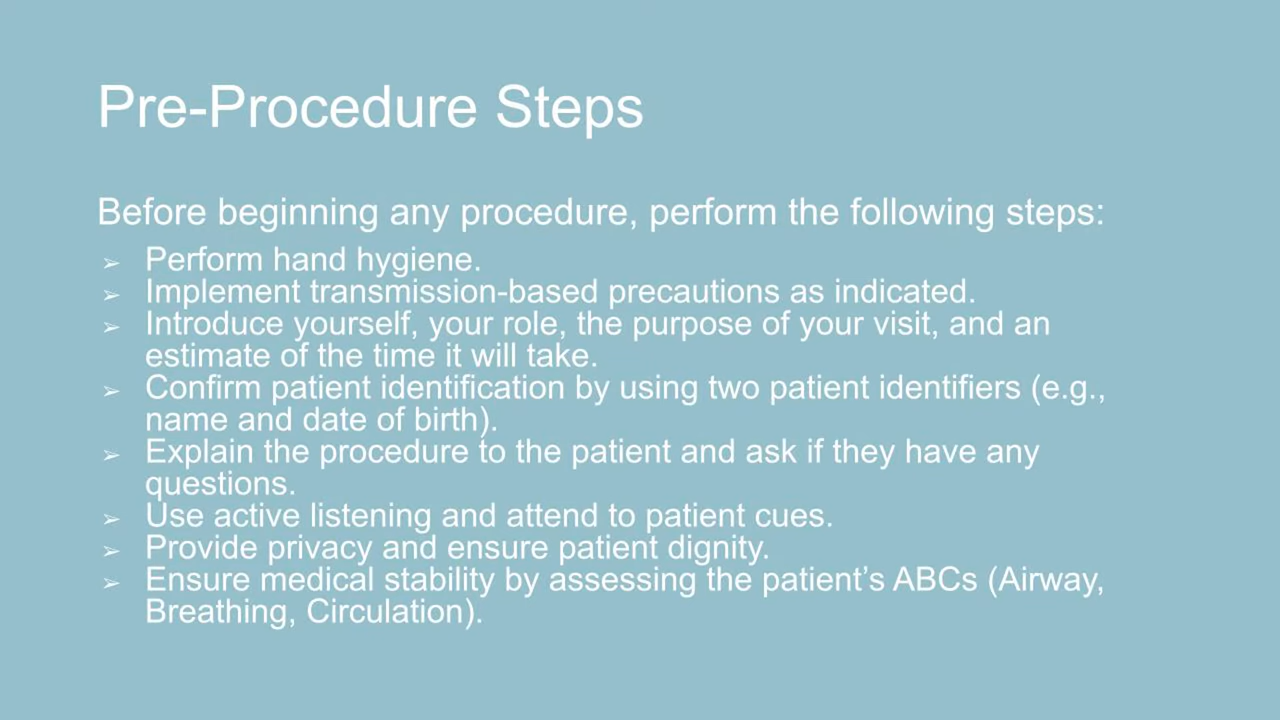 Pre-Procedure Steps
Before beginning any procedure, perform the following steps:
➢ Perform hand hygiene.
➢ Implement transmission-based precautions as indicated.
➢ Introduce yourself, your role, the purpose of your visit, and an
estimate of the time it will take.
➢ Confirm patient identification by using two patient identifiers (e.g.,
name and date of birth).
➢ Explain the procedure to the patient and ask if they have any
questions.
➢ Use active listening and attend to patient cues.
➢ Provide privacy and ensure patient dignity.
➢ Ensure medical stability by assessing the patient’s ABCs (Airway,
Breathing, Circulation).